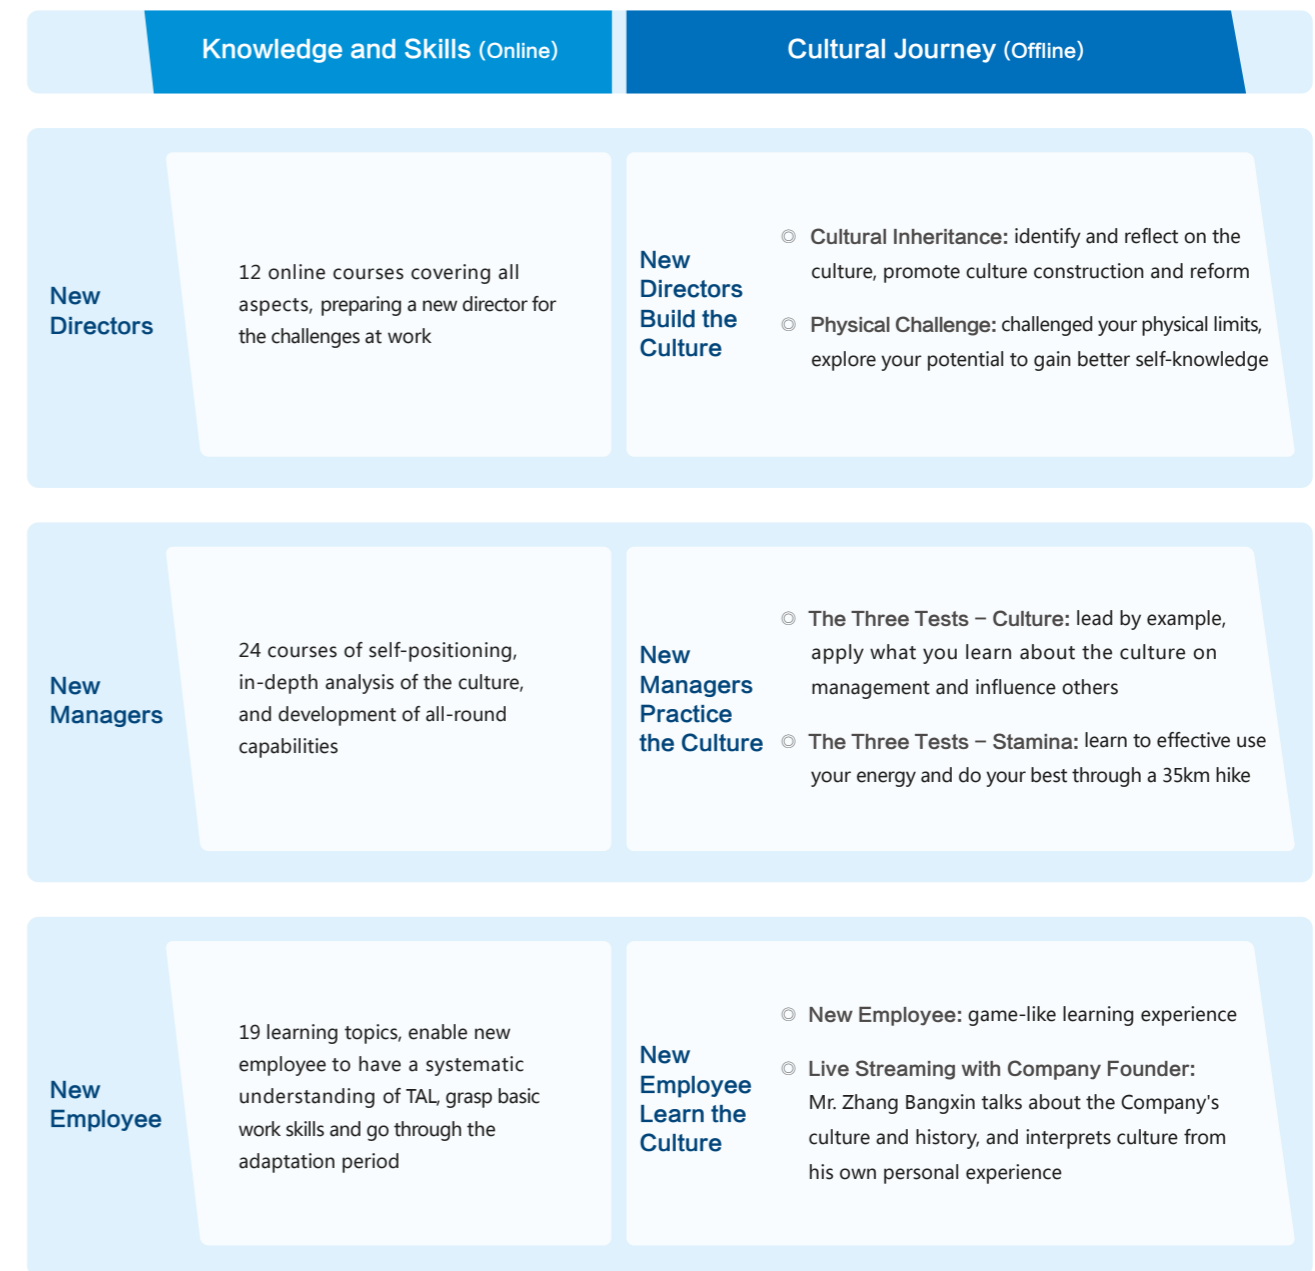 Knowledge and Skills (Online)
Cultural Journey (Offline)
New
Directors
12 online courses covering all
aspects, preparing a new director for
the challenges at work
New
Directors
Build the
Culture
◎ Cultural Inheritance: identify and reflect on the
culture, promote culture construction and reform
◎ Physical Challenge: challenged your physical limits,
explore your potential to gain better self-knowledge
New
Managers
24 courses of self-positioning,
in-depth analysis of the culture,
and development of all-round
capabilities
New
Managers
Practice
the Culture
◎ The Three Tests – Culture: lead by example,
apply what you learn about the culture on
management and influence others
◎ The Three Tests – Stamina: learn to effective use
your energy and do your best through a 35km hike
New
Employee
19 learning topics, enable new
employee to have a systematic
understanding of TAL, grasp basic
work skills and go through the
adaptation period
New
Employee
Learn the
Culture
◎ New Employee: game-like learning experience
◎ Live Streaming with Company Founder:
Mr. Zhang Bangxin talks about the Company's
culture and history, and interprets culture from
his own personal experience